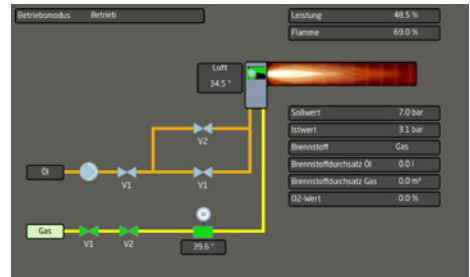 Betriebsmodus Betrieb
Leistung 48.5 %
Flamme 69.0 %
Luft
34.5 °
V2
Sollwert 7.0 bar
Istwert 3.1 bar
Brennstoff Gas
Brennstoffdurchsatz Öl 0.0 l
Brennstoffdurchsatz Gas 0.0 m³
O2-Wert 0.0 %
Öl
V1
V1
M
Gas
V1
V2
39.6 °